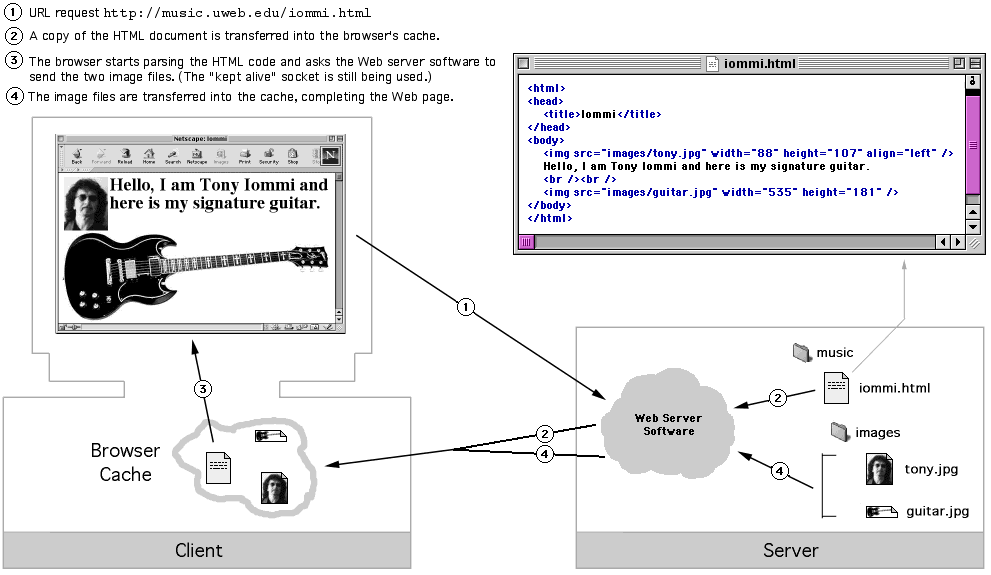 1 URL request http://music.uweb.edu/iommi.html
2 A copy of the HTML document is transferred into the browser's cache.
3 The browser starts parsing the HTML code and asks the Web server software to
send the two image files. (The "kept alive" socket is still being used.)
4 The image files are transferred into the cache, completing the Web page.
iommi.html
<html>
<head>
<title>Iommi</title>
</head>
<body>
<img src="images/tony.jpg" width="88" height="107" align="left" />
Hello, I am Tony Iommi and here is my signature guitar.
<br /><br />
<img src="images/guitar.jpg" width="535" height="181" />
</body>
</html>
Netscape: Iommi
Back Forward Reload Home Search Netscape Images Print Security Stop
N
Hello, I am Tony Iommi and
here is my signature guitar.
1
music
3
2
iommi.html
Web Server
Software
2
images
4
4
Browser
Cache
tony.jpg
guitar.jpg
Client
Server